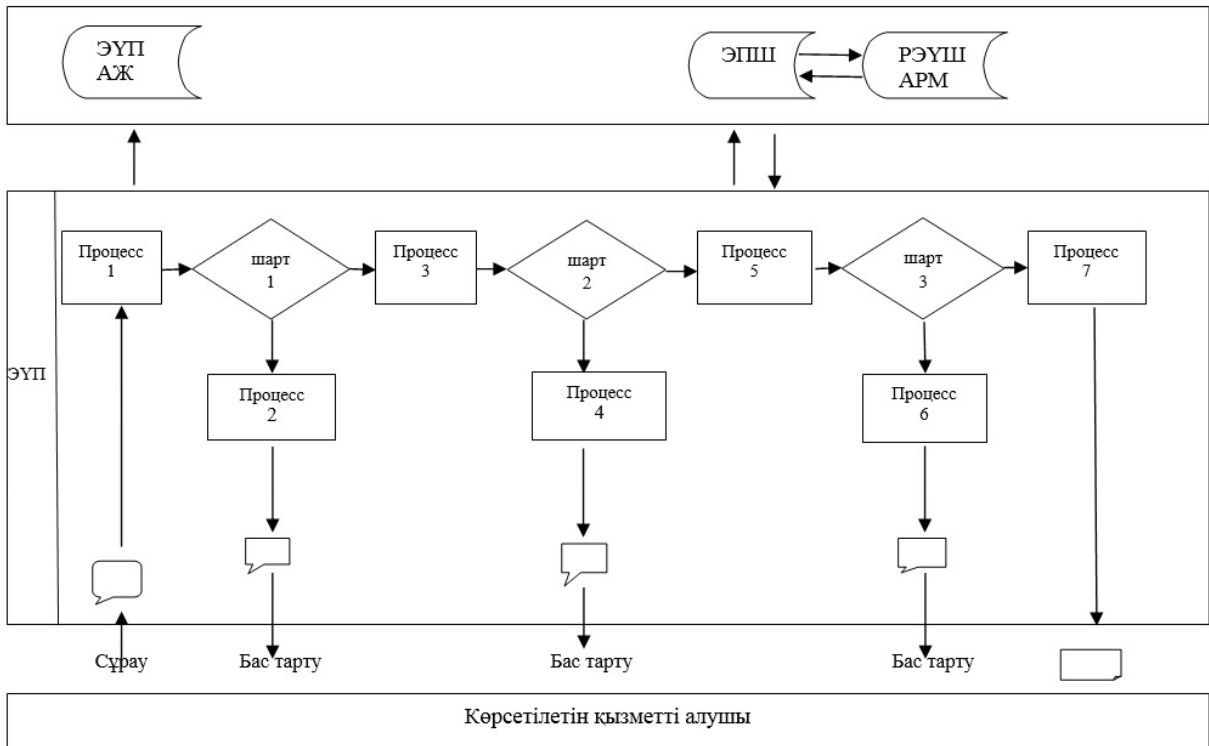 ЭҮП
АЖ
ЭПШ
РЭҮШ
АРМ
ЭҮП
Процесс
1
шарт
1
Процесс
3
шарт
2
Процесс
5
шарт
3
Процесс
7
Процесс
2
Процесс
4
Процесс
6
Сұрау
Бас тарту
Бас тарту
Бас тарту
Көрсетілетін қызметті алушы